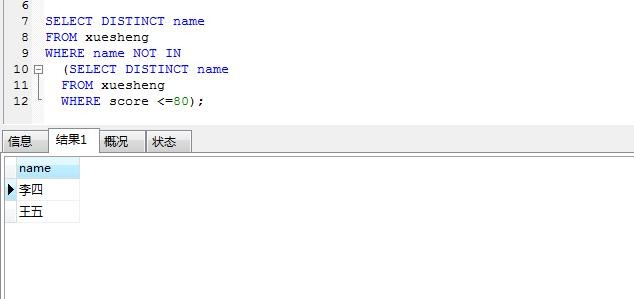 6
7 SELECT DISTINCT name
8 FROM xuesheng
9 WHERE name NOT IN
10 (SELECT DISTINCT name
11 FROM xuesheng
12 WHERE score <=80);
信息 结果1 概况 状态
name
李四
王五